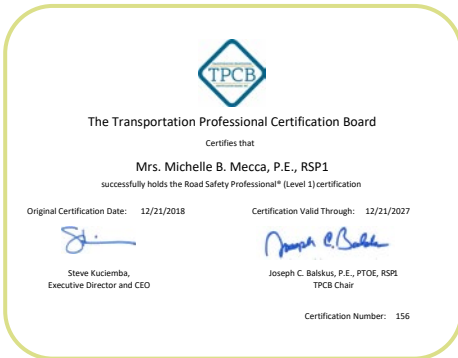 TPCB
The Transportation Professional Certification Board
Certifies that
Mrs. Michelle B. Mecca, P.E., RSP1
successfully holds the Road Safety Professional® (Level 1) certification
Original Certification Date: 12/21/2018 Certification Valid Through: 12/21/2027
Joseph C. Balskus
Steve Kuciemba, Joseph C. Balskus, P.E., PTOE, RSP1
Executive Director and CEO TPCB Chair
Certification Number: 156